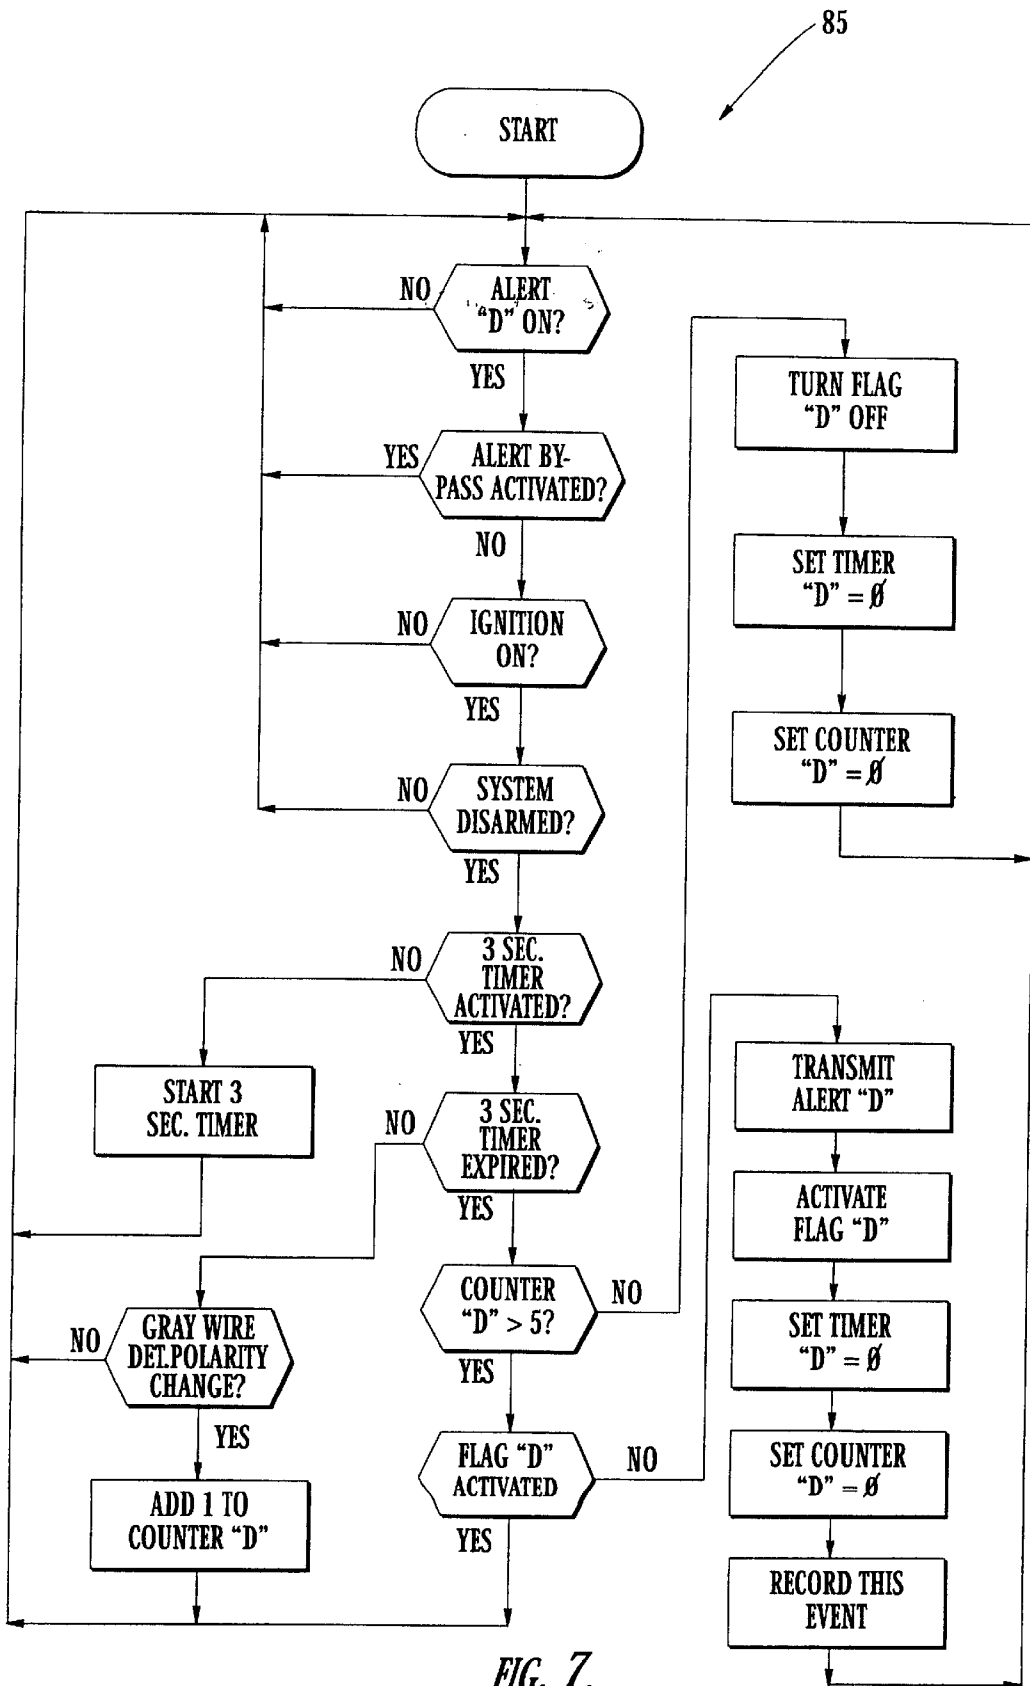 85
START
NO
ALERT
"D" ON?
YES
YES
ALERT BY-
PASS ACTIVATED?
NO
NO
IGNITION
ON?
YES
NO
SYSTEM
DISARMED?
YES
NO
3 SEC.
TIMER
ACTIVATED?
YES
START 3
SEC. TIMER
NO
3 SEC.
TIMER
EXPIRED?
YES
NO
GRAY WIRE
DET.POLARITY
CHANGE?
YES
ADD 1 TO
COUNTER "D"
COUNTER
"D" > 5?
NO
YES
FLAG "D"
ACTIVATED
NO
YES
TURN FLAG
"D" OFF
SET TIMER
"D" = Ø
SET COUNTER
"D" = Ø
TRANSMIT
ALERT "D"
ACTIVATE
FLAG "D"
SET TIMER
"D" = Ø
SET COUNTER
"D" = Ø
RECORD THIS
EVENT
FIG. 7.